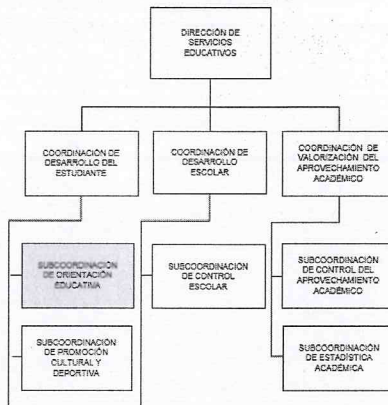 DIRECCIÓN DE
SERVICIOS
EDUCATIVOS
COORDINACIÓN DE
DESARROLLO DEL
ESTUDIANTE
COORDINACIÓN DE
DESARROLLO
ESCOLAR
COORDINACIÓN DE
VALORIZACIÓN DEL
APROVECHAMIENTO
ACADÉMICO
SUBCOORDINACIÓN
DE ORIENTACIÓN
EDUCATIVA
SUBCOORDINACIÓN
DE CONTROL
ESCOLAR
SUBCOORDINACIÓN
DE CONTROL DEL
APROVECHAMIENTO
ACADÉMICO
SUBCOORDINACIÓN
DE PROMOCIÓN
CULTURAL Y
DEPORTIVA
SUBCOORDINACIÓN
DE ESTADÍSTICA
ACADÉMICA